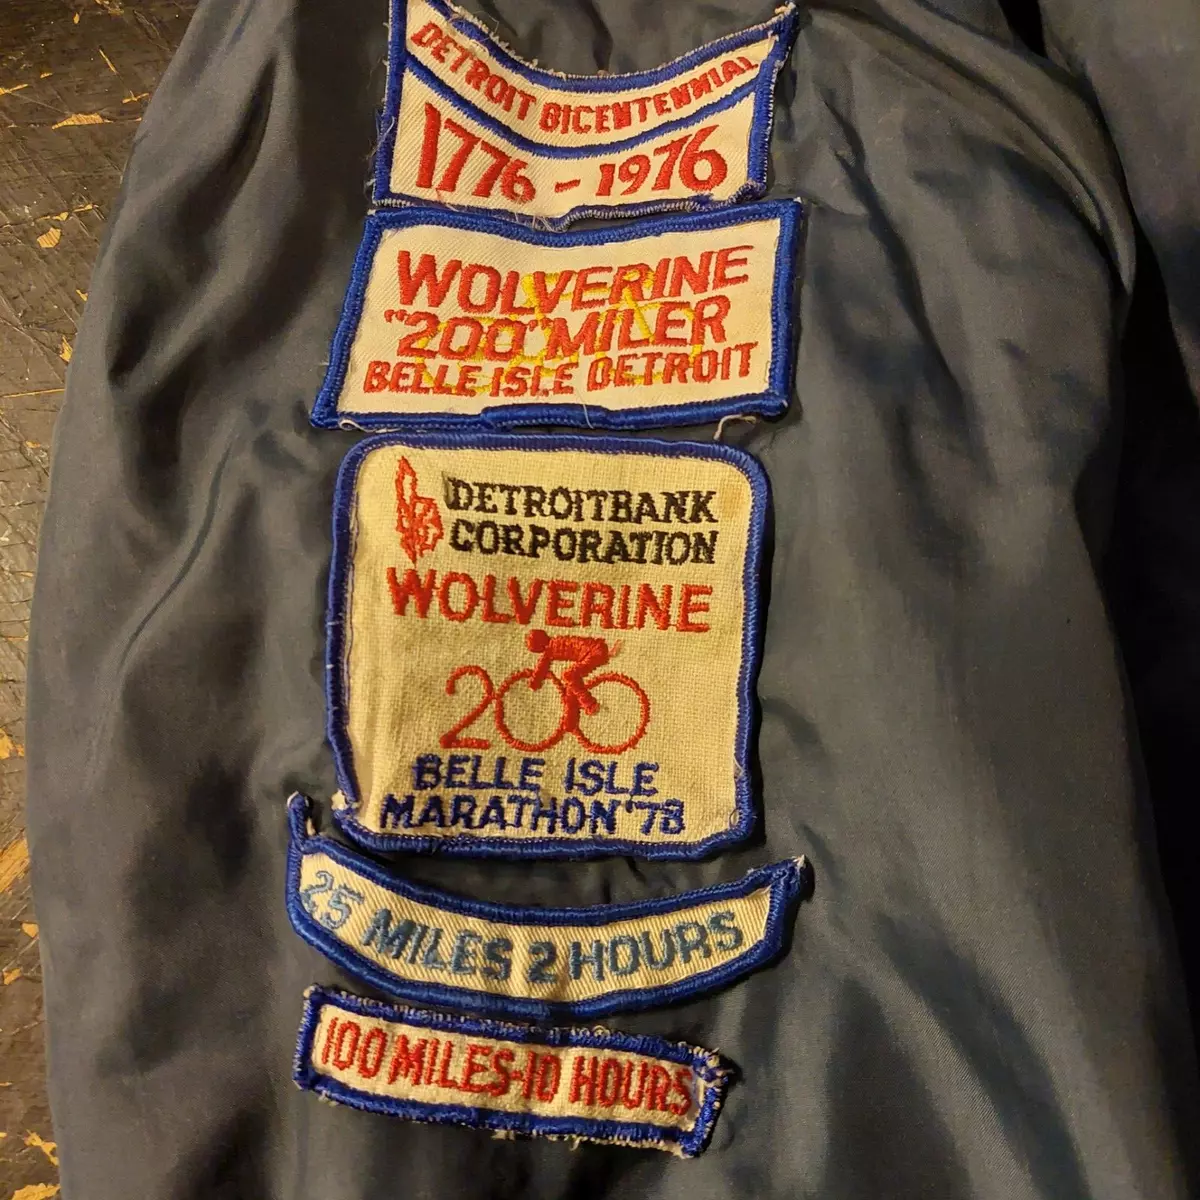 DETROIT BICENTENNIAL
1776 - 1976
WOLVERINE
"200" MILER
BELLE ISLE DETROIT
DETROITBANK
CORPORATION
WOLVERINE
200
BELLE ISLE
MARATHON '78
25 MILES 2 HOURS
100 MILES-10 HOURS